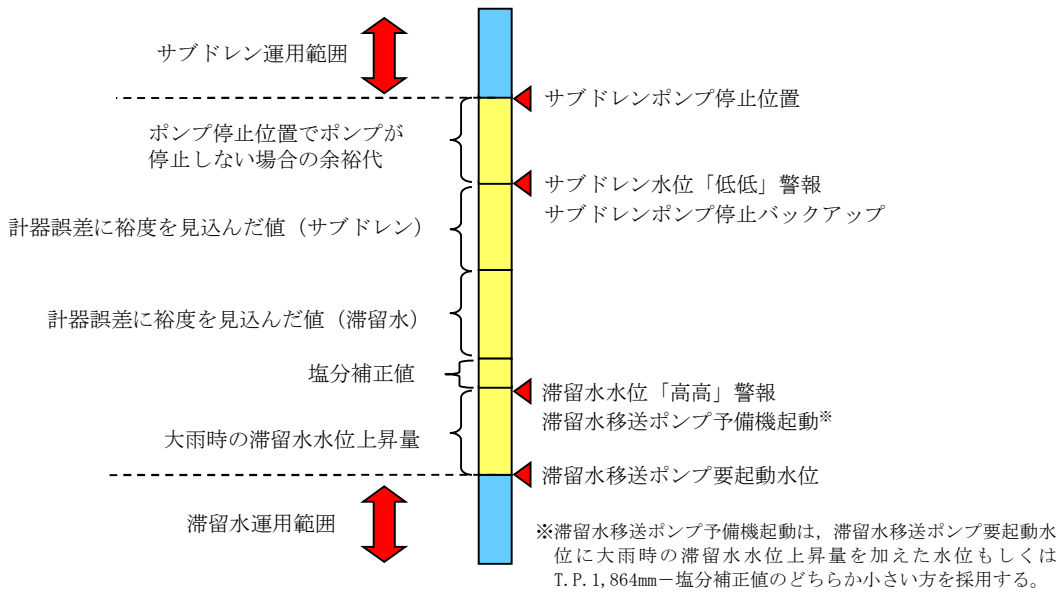 サブドレン運用範囲
サブドレンポンプ停止位置
ポンプ停止位置でポンプが
停止しない場合の余裕代
サブドレン水位「低低」警報
サブドレンポンプ停止バックアップ
計器誤差に裕度を見込んだ値（サブドレン）
計器誤差に裕度を見込んだ値（滞留水）
塩分補正値
滞留水水位「高高」警報
滞留水移送ポンプ予備機起動※
大雨時の滞留水水位上昇量
滞留水移送ポンプ要起動水位
滞留水運用範囲
※滞留水移送ポンプ予備機起動は，滞留水移送ポンプ要起動水
位に大雨時の滞留水水位上昇量を加えた水位もしくは
T.P.1,864mm－塩分補正値のどちらか小さい方を採用する。